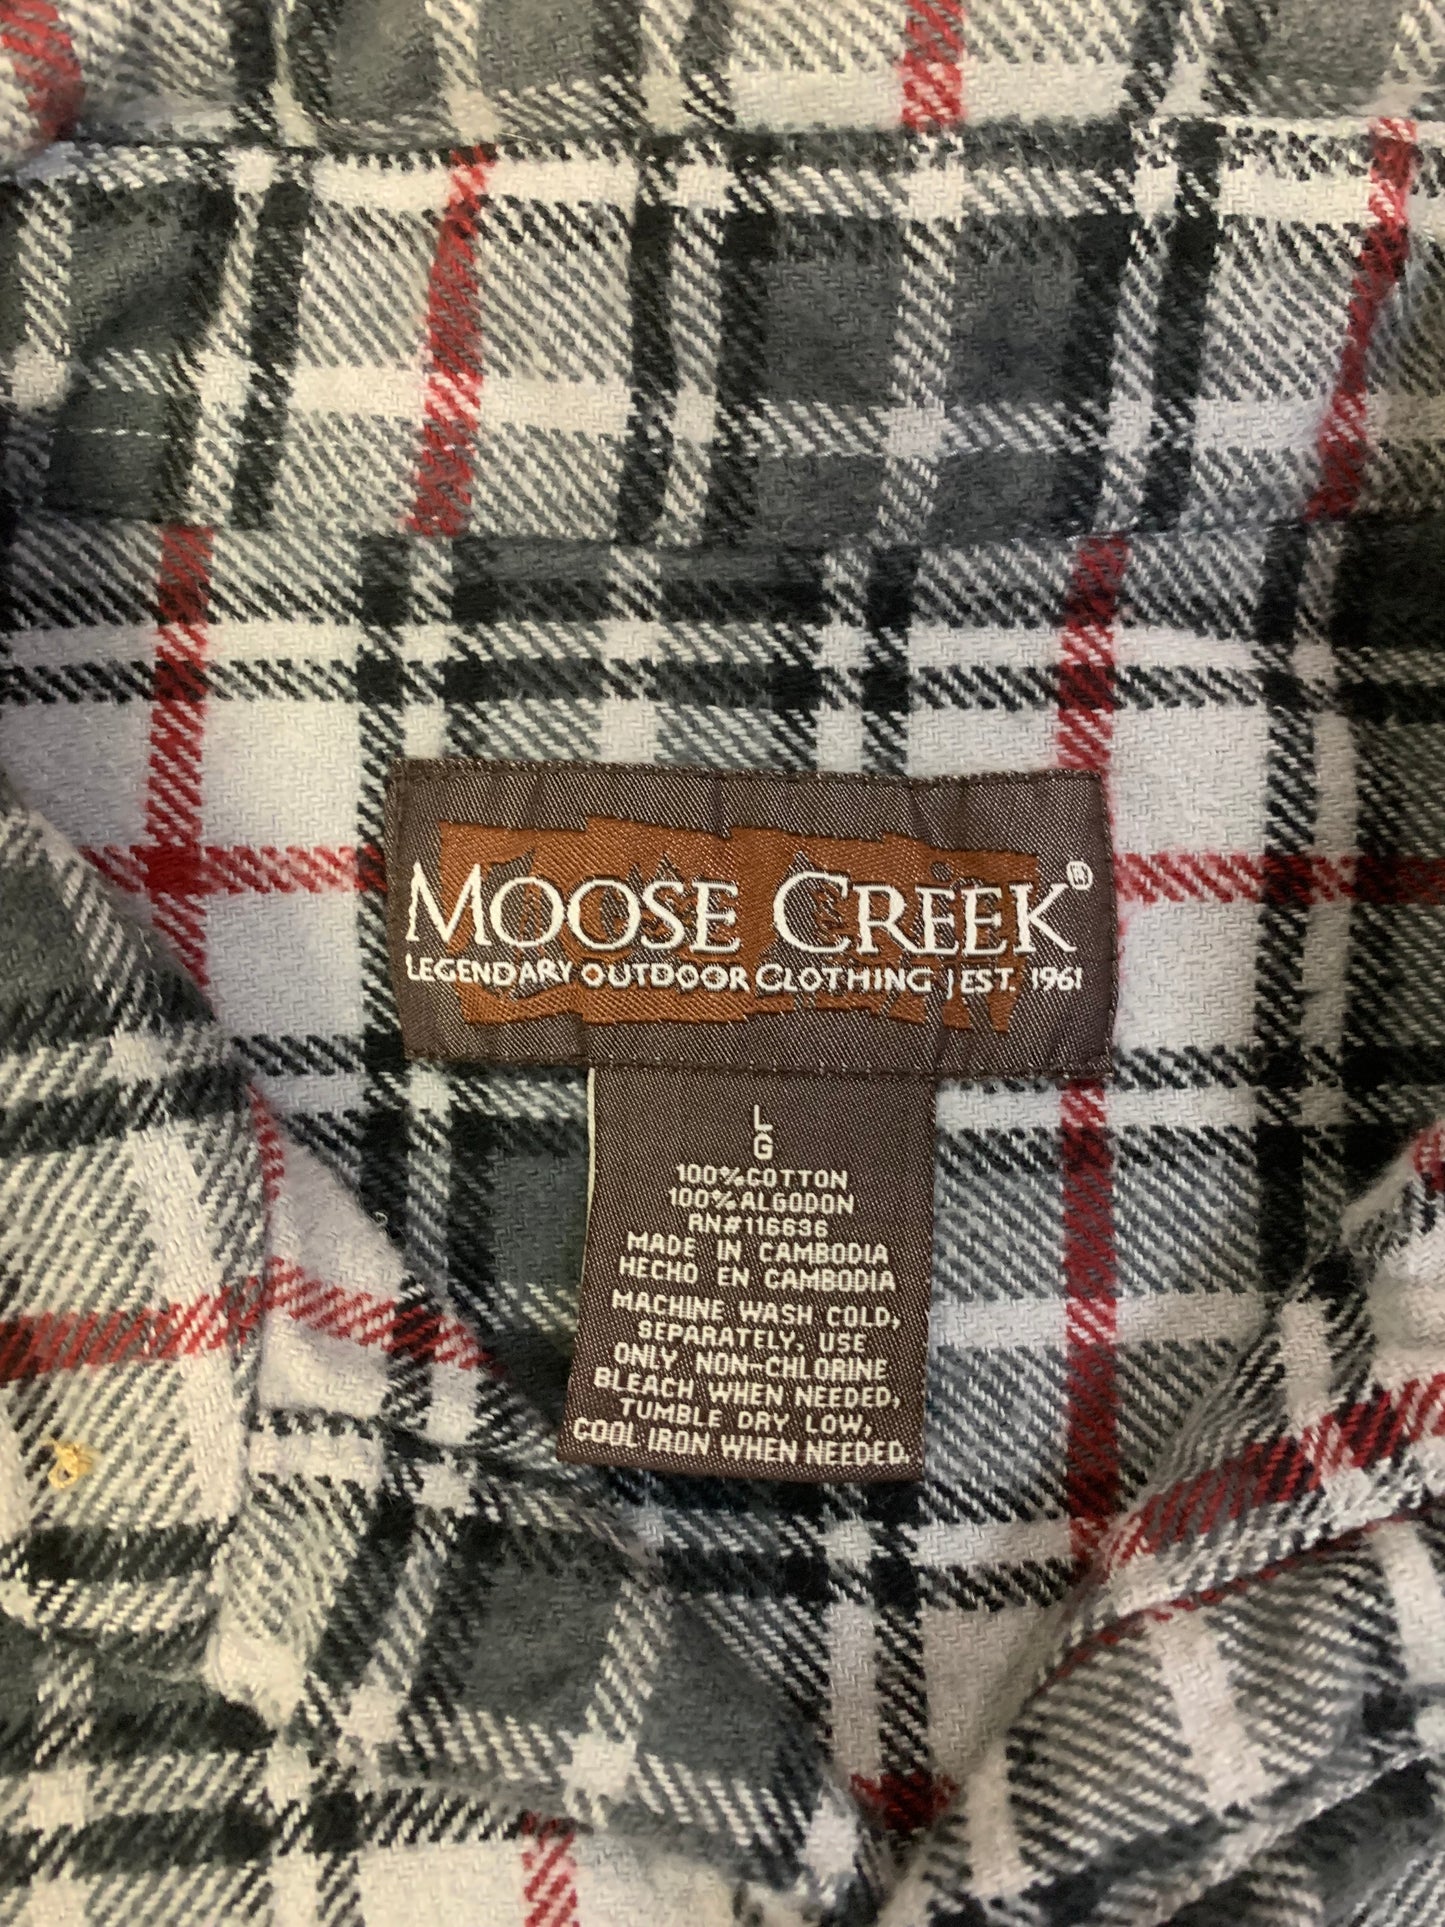 MOOSE CREEK®
LEGENDARY OUTDOOR CLOTHING | EST. 1961
L
G
100% COTTON
100% ALGODON
RN#116636
MADE IN CAMBODIA
HECHO EN CAMBODIA
MACHINE WASH COLD,
SEPARATELY, USE
ONLY NON-CHLORINE
BLEACH WHEN NEEDED,
TUMBLE DRY LOW,
COOL IRON WHEN NEEDED.